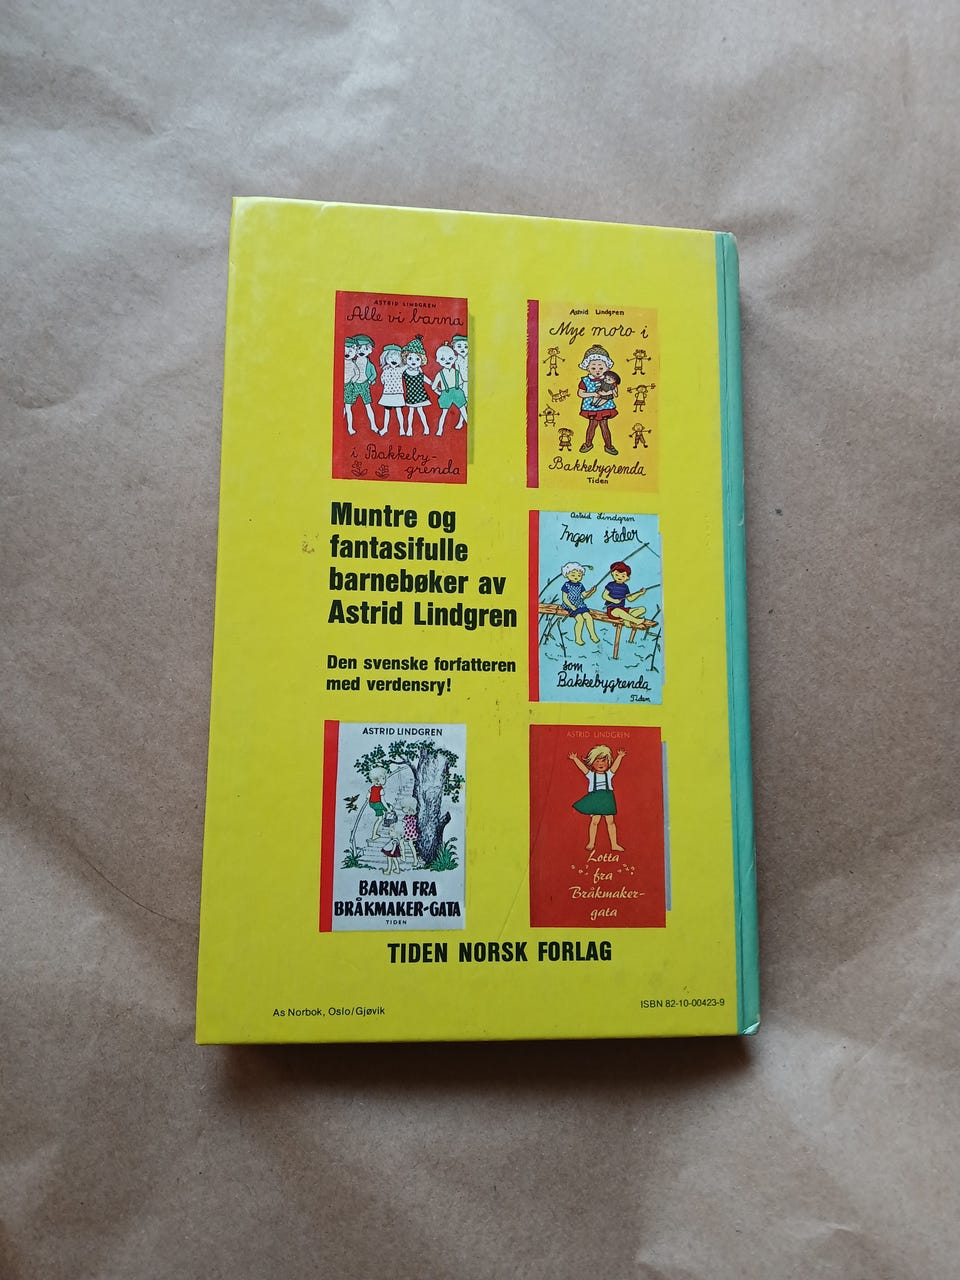 ASTRID LINDGREN
Alle vi barna
i Bakkeby-
grenda
Astrid Lindgren
Mye moro i
Bakkebygrenda
Tiden
Muntre og
fantasifulle
barnebøker av
Astrid Lindgren
Den svenske forfatteren
med verdensry!
Astrid Lindgren
Ingen steder
som
Bakkebygrenda
Tiden
ASTRID LINDGREN
BARNA FRA
BRÅKMAKER-GATA
TIDEN
ASTRID LINDGREN
Lotta
fra
Bråkmaker-
gata
TIDEN NORSK FORLAG
As Norbok, Oslo/Gjøvik
ISBN 82-10-00423-9